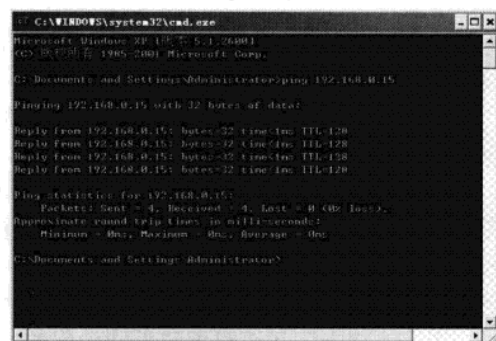 C:\WINDOWS\system32\cmd.exe
Microsoft Windows XP [版本 5.1.2600]
(C) 版权所有 1985-2001 Microsoft Corp.
C:\Documents and Settings\Administrator>ping 192.168.0.15
Pinging 192.168.0.15 with 32 bytes of data:
Reply from 192.168.0.15: bytes=32 time<1ms TTL=128
Reply from 192.168.0.15: bytes=32 time<1ms TTL=128
Reply from 192.168.0.15: bytes=32 time<1ms TTL=128
Reply from 192.168.0.15: bytes=32 time<1ms TTL=128
Ping statistics for 192.168.0.15:
Packets: Sent = 4, Received = 4, Lost = 0 (0% loss),
Approximate round trip times in milli-seconds:
Minimum = 0ms, Maximum = 0ms, Average = 0ms
C:\Documents and Settings\Administrator>